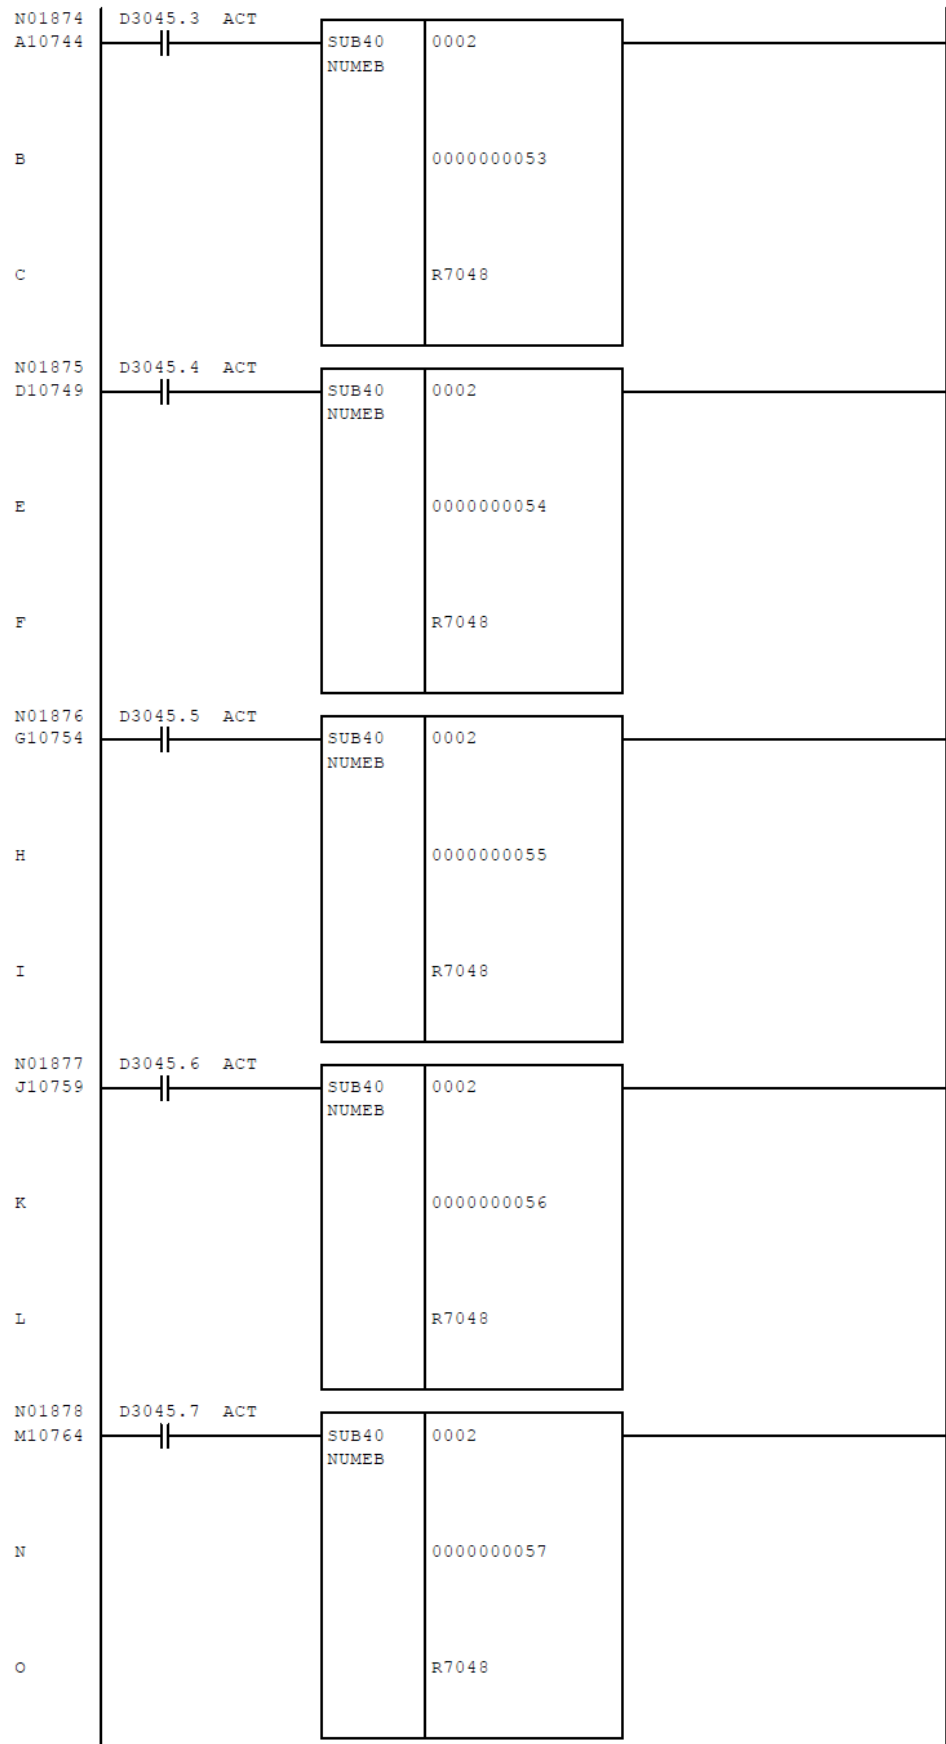 N01874 D3045.3 ACT
A10744 SUB40 0002
NUMEB
B 0000000053
C R7048
N01875 D3045.4 ACT
D10749 SUB40 0002
NUMEB
E 0000000054
F R7048
N01876 D3045.5 ACT
G10754 SUB40 0002
NUMEB
H 0000000055
I R7048
N01877 D3045.6 ACT
J10759 SUB40 0002
NUMEB
K 0000000056
L R7048
N01878 D3045.7 ACT
M10764 SUB40 0002
NUMEB
N 0000000057
O R7048